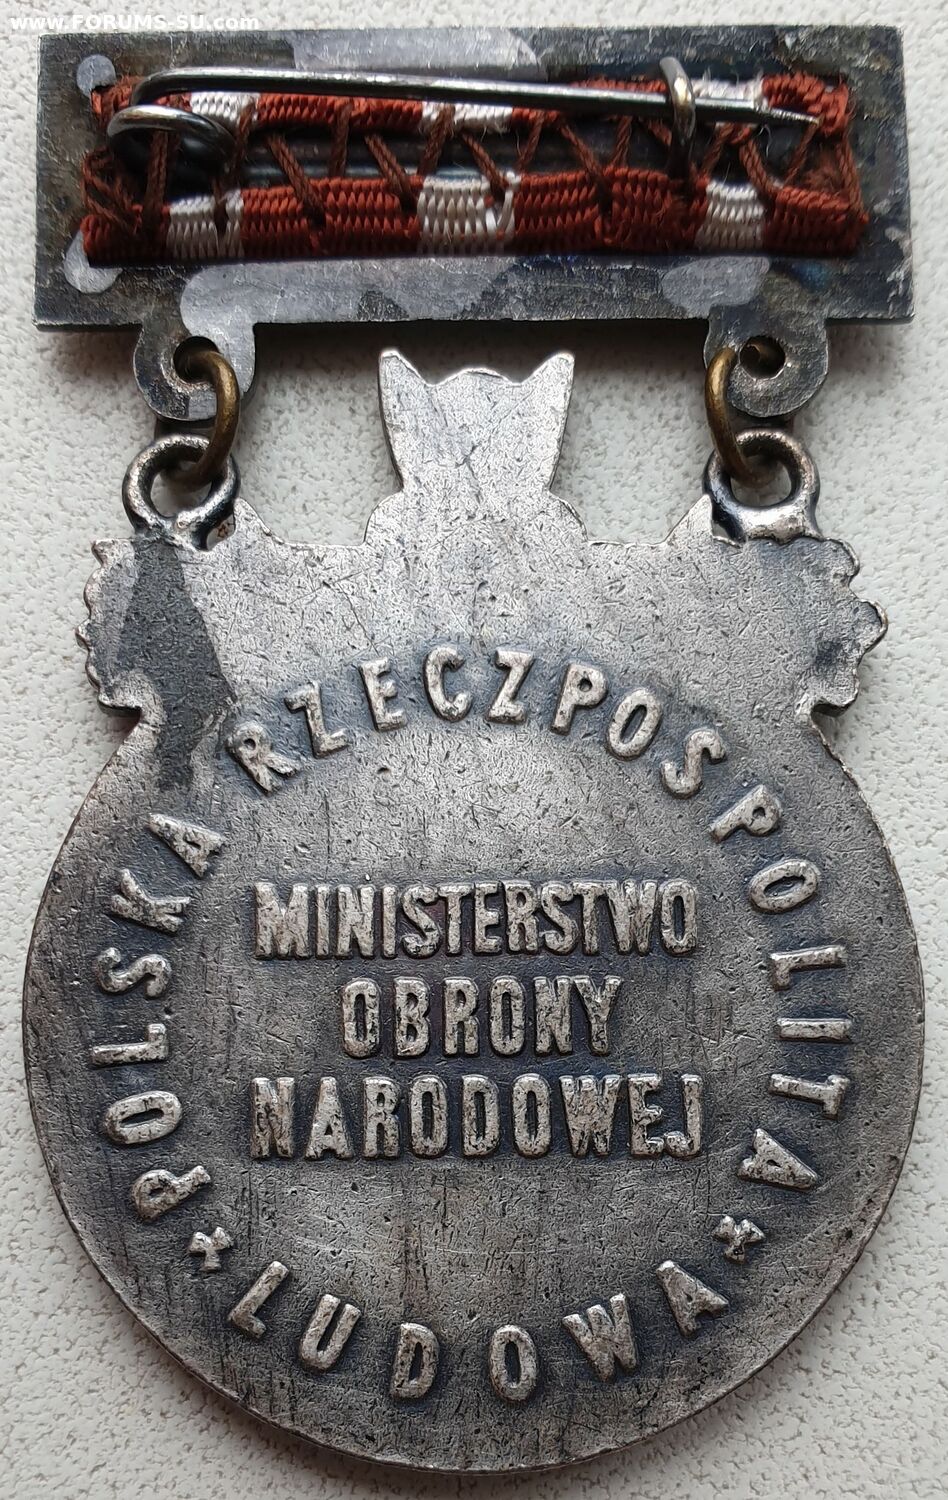 www.FORUMS-SU.com
POLSKA RZECZPOSPOLITA
MINISTERSTWO
OBRONY
NARODOWEJ
LUDOWA